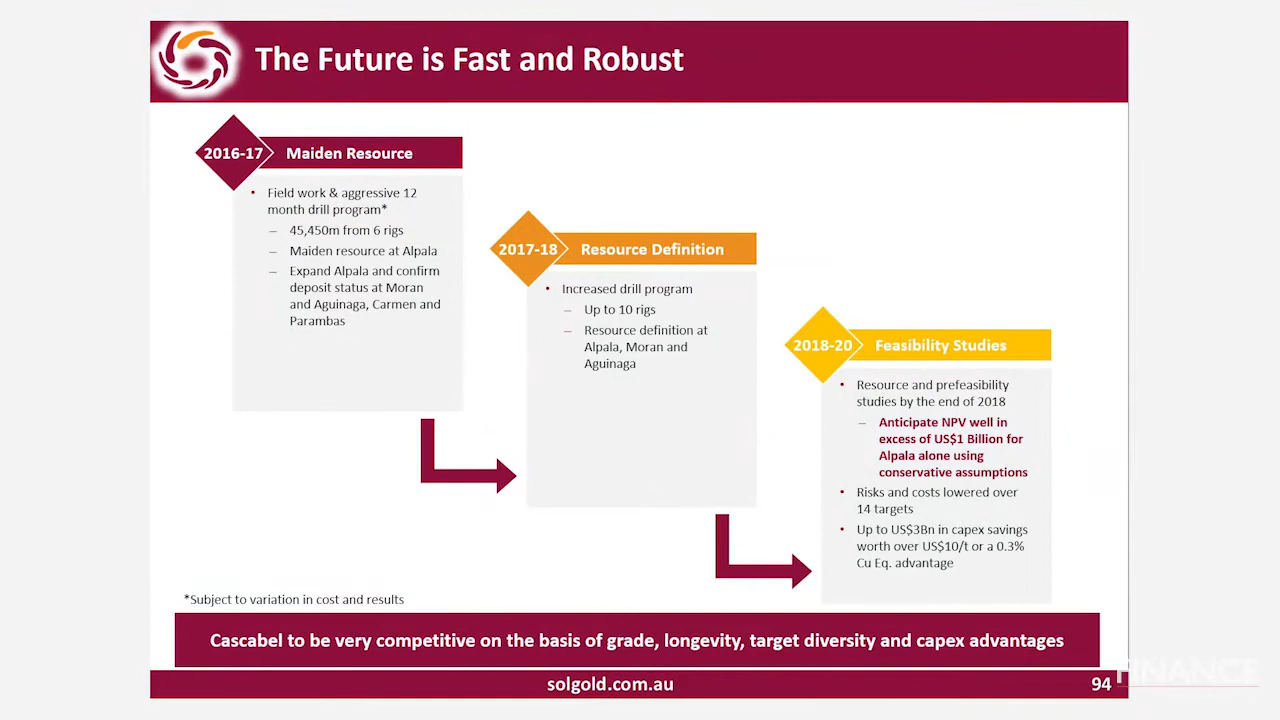 The Future is Fast and Robust
2016-17
Maiden Resource
• Field work & aggressive 12
month drill program*
– 45,450m from 6 rigs
– Maiden resource at Alpala
– Expand Alpala and confirm
deposit status at Moran
and Aguinaga, Carmen and
Parambas
2017-18
Resource Definition
• Increased drill program
– Up to 10 rigs
– Resource definition at
Alpala, Moran and
Aguinaga
2018-20
Feasibility Studies
• Resource and prefeasibility
studies by the end of 2018
– Anticipate NPV well in
excess of US$1 Billion for
Alpala alone using
conservative assumptions
• Risks and costs lowered over
14 targets
• Up to US$3Bn in capex savings
worth over US$10/t or a 0.3%
Cu Eq. advantage
*Subject to variation in cost and results
Cascabel to be very competitive on the basis of grade, longevity, target diversity and capex advantages
solgold.com.au
94
FINANCE